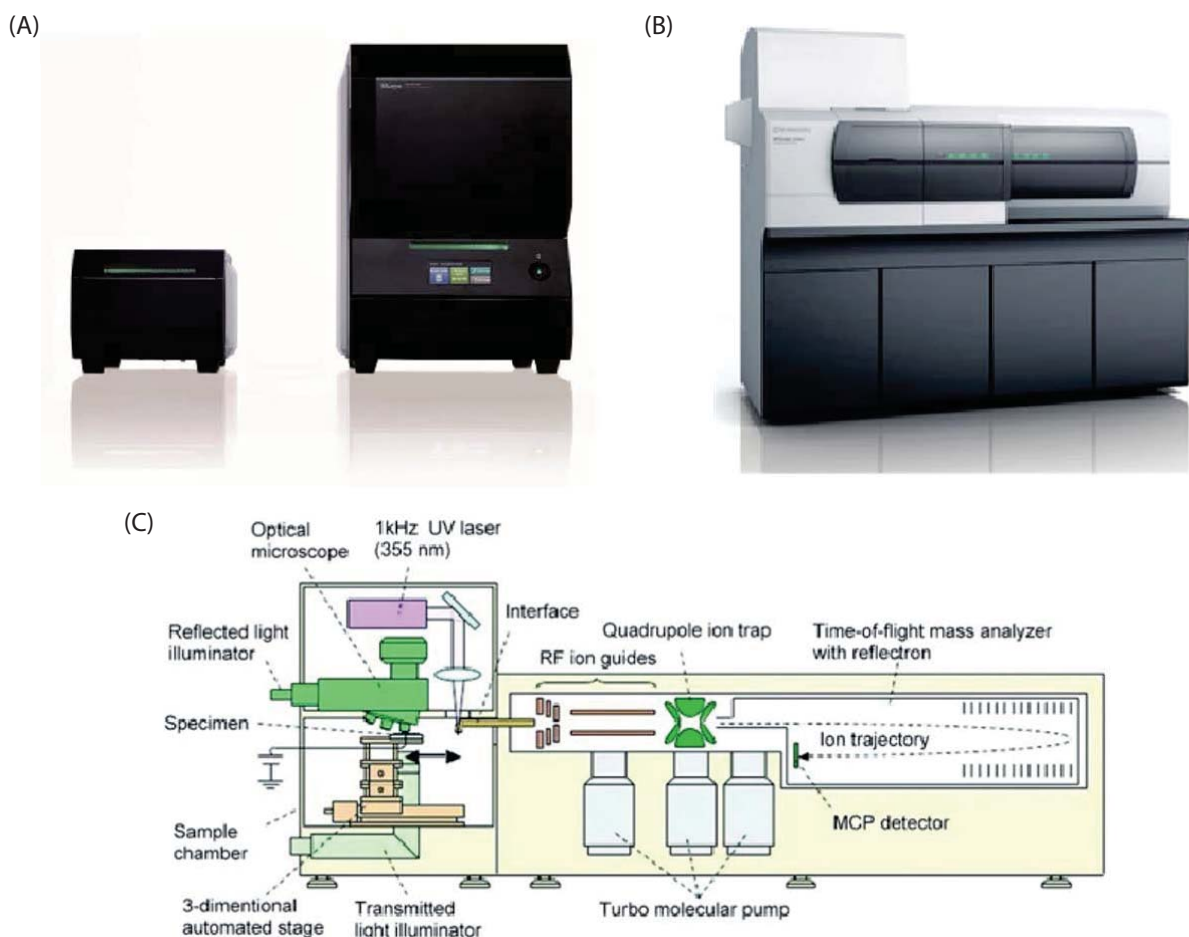 (A)
(B)
(C)
Optical
microscope
1kHz UV laser
(355 nm)
Interface
Reflected light
illuminator
RF ion guides
Quadrupole ion trap
Time-of-flight mass analyzer
with reflectron
Specimen
Ion trajectory
Sample
chamber
MCP detector
3-dimentional
automated stage
Transmitted
light illuminator
Turbo molecular pump